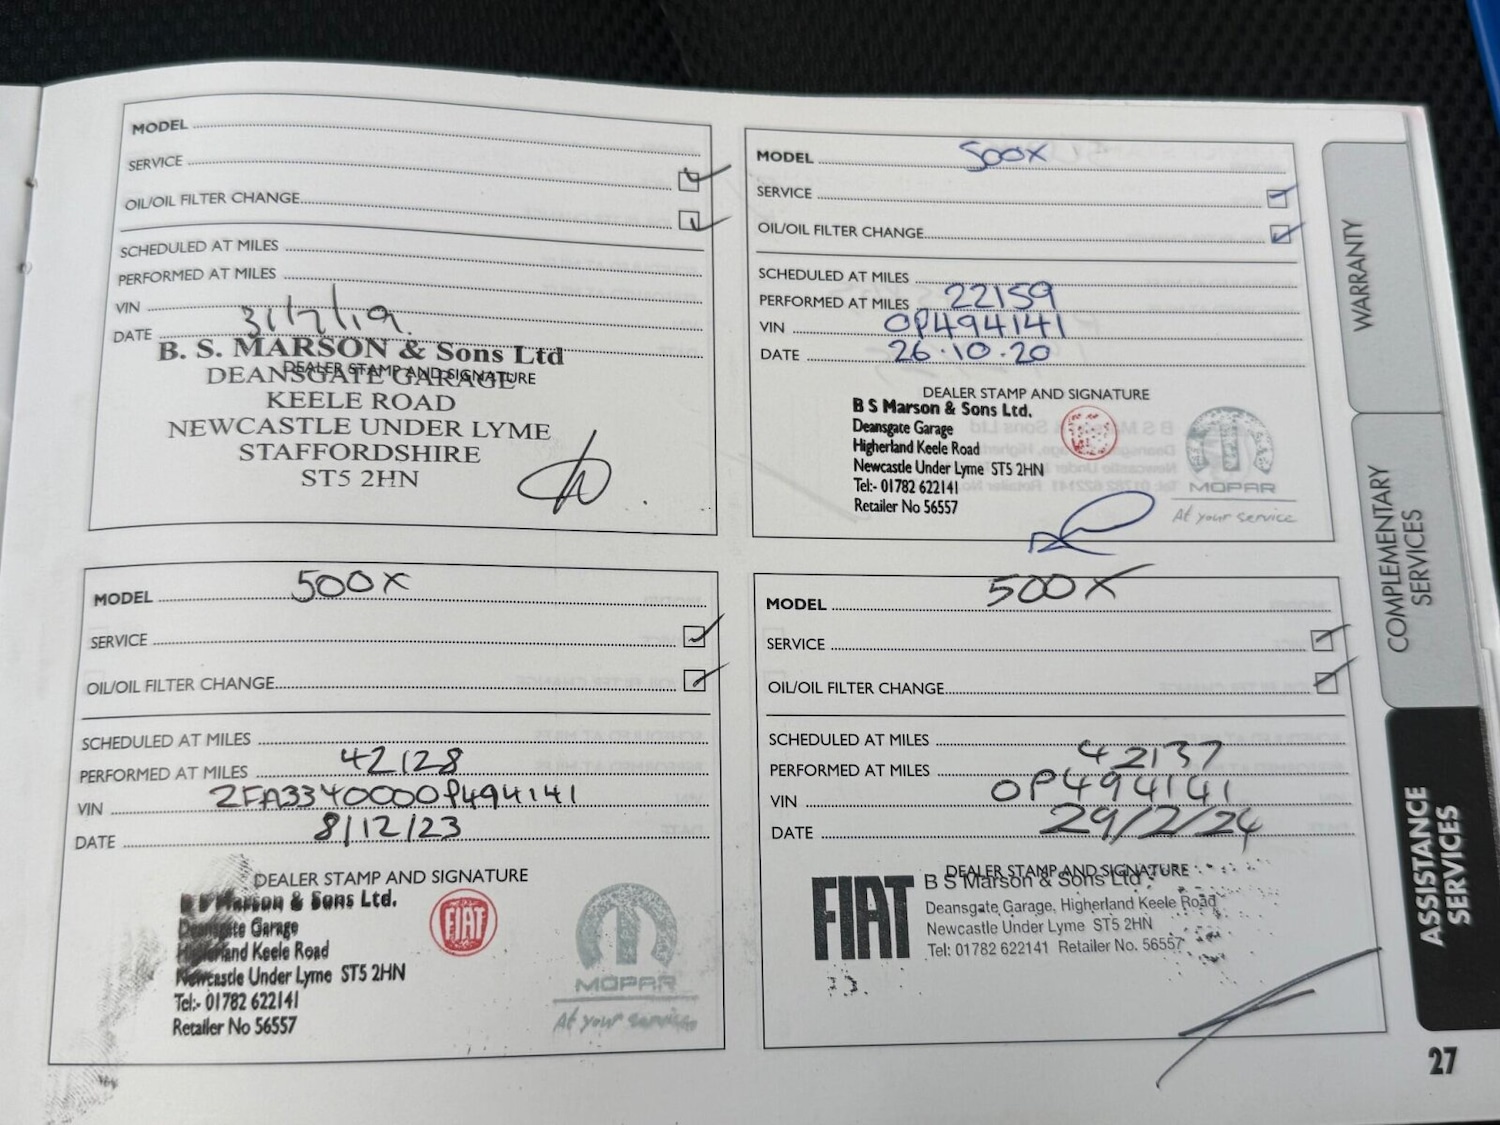 MODEL
SERVICE
OIL/OIL FILTER CHANGE
SCHEDULED AT MILES
PERFORMED AT MILES
VIN
DATE 31/7/19.
B. S. MARSON & Sons Ltd
DEALER STAMP AND SIGNATURE
DEANSGATE GARAGE
KEELE ROAD
NEWCASTLE UNDER LYME
STAFFORDSHIRE
ST5 2HN
MODEL 500X
SERVICE
OIL/OIL FILTER CHANGE
SCHEDULED AT MILES
PERFORMED AT MILES 22159
VIN 0P494141
DATE 26.10.20
DEALER STAMP AND SIGNATURE
B S Marson & Sons Ltd.
Deansgate Garage
Higherland Keele Road
Newcastle Under Lyme ST5 2HN
Tel:- 01782 622141
Retailer No 56557
MOPAR
At your service
MODEL 500X
SERVICE
OIL/OIL FILTER CHANGE
SCHEDULED AT MILES
PERFORMED AT MILES 42128
VIN ZFA3340000P494141
DATE 8/12/23
DEALER STAMP AND SIGNATURE
B S Marson & Sons Ltd.
Deansgate Garage
Higherland Keele Road
Newcastle Under Lyme ST5 2HN
Tel:- 01782 622141
Retailer No 56557
FIAT
MOPAR
At your service
MODEL 500X
SERVICE
OIL/OIL FILTER CHANGE
SCHEDULED AT MILES
PERFORMED AT MILES 42137
VIN 0P494141
DATE 29/2/24
DEALER STAMP AND SIGNATURE
FIAT
B S Marson & Sons Ltd
Deansgate Garage, Higherland Keele Road
Newcastle Under Lyme ST5 2HN
Tel: 01782 622141 Retailer No. 56557
WARRANTY
COMPLEMENTARY
SERVICES
ASSISTANCE
SERVICES
27